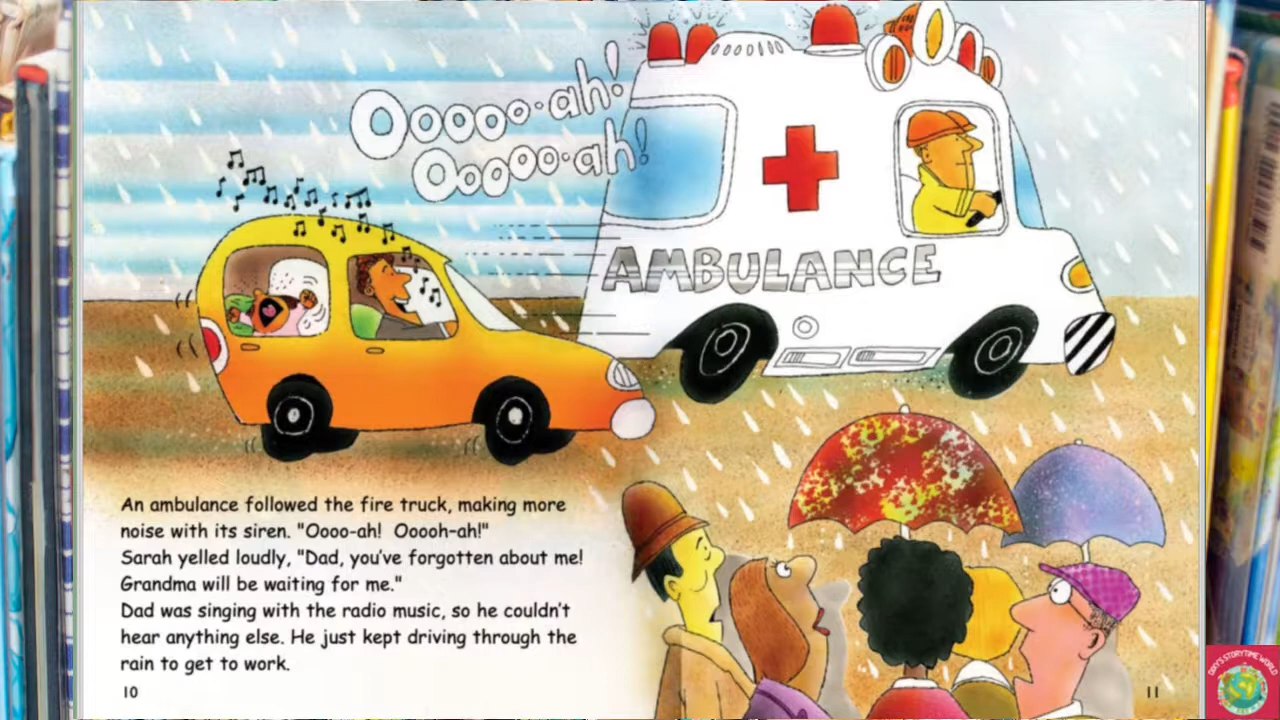 Ooooo-ah!
Ooooo-ah!
AMBULANCE
An ambulance followed the fire truck, making more
noise with its siren. "Oooo-ah!  Ooooh-ah!"
Sarah yelled loudly, "Dad, you've forgotten about me!
Grandma will be waiting for me."
Dad was singing with the radio music, so he couldn't
hear anything else. He just kept driving through the
rain to get to work.
10
11